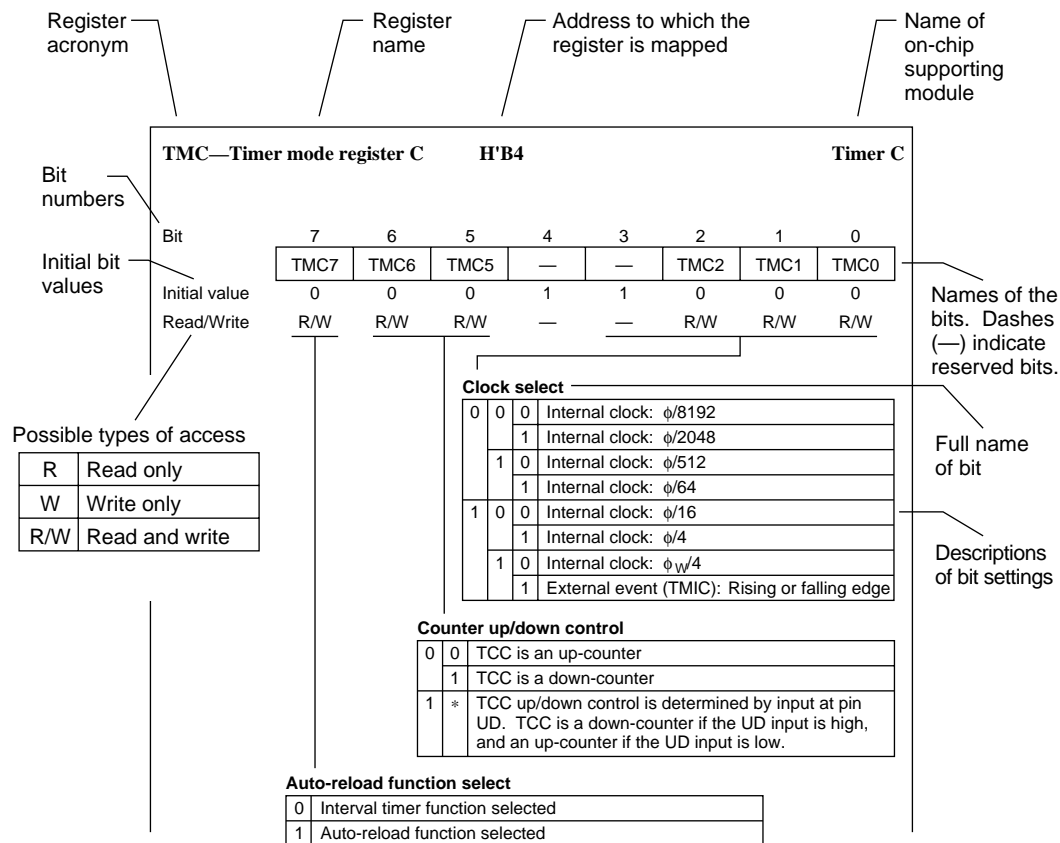 Register
acronym
Register
name
Address to which the
register is mapped
Name of
on-chip
supporting
module
TMC—Timer mode register C H'B4 Timer C
Bit
numbers
Bit 7 6 5 4 3 2 1 0
TMC7 TMC6 TMC5 — — TMC2 TMC1 TMC0
Initial bit
values
Initial value 0 0 0 1 1 0 0 0
Read/Write R/W R/W R/W — — R/W R/W R/W
Names of the
bits. Dashes
(—) indicate
reserved bits.
Possible types of access
R Read only
W Write only
R/W Read and write
Clock select
0 0 0 Internal clock: ϕ/8192
1 Internal clock: ϕ/2048
1 0 Internal clock: ϕ/512
1 Internal clock: ϕ/64
1 0 0 Internal clock: ϕ/16
1 Internal clock: ϕ/4
1 0 Internal clock: ϕW/4
1 External event (TMIC): Rising or falling edge
Full name
of bit
Descriptions
of bit settings
Counter up/down control
0 0 TCC is an up-counter
1 TCC is a down-counter
1 * TCC up/down control is determined by input at pin
UD. TCC is a down-counter if the UD input is high,
and an up-counter if the UD input is low.
Auto-reload function select
0 Interval timer function selected
1 Auto-reload function selected